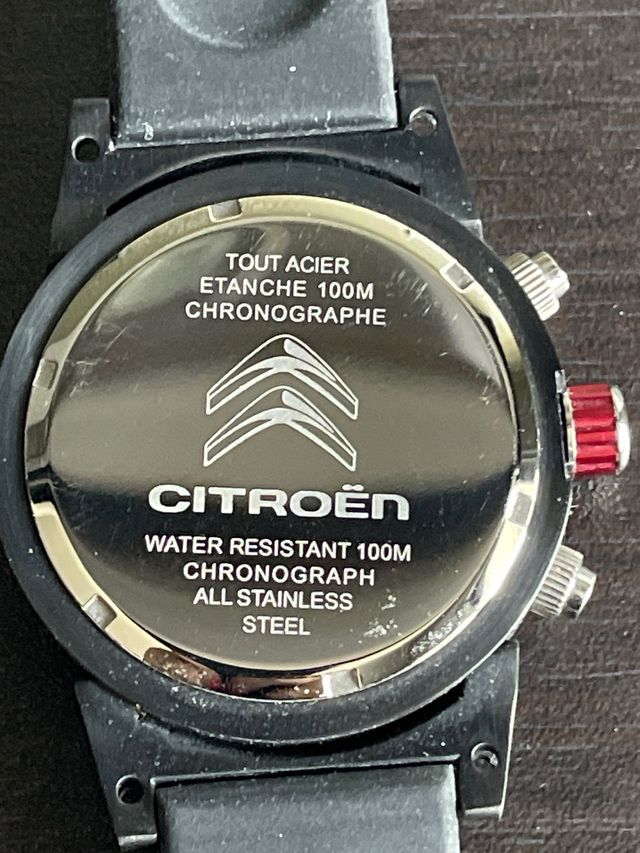 TOUT ACIER
ETANCHE 100M
CHRONOGRAPHE
CITROËN
WATER RESISTANT 100M
CHRONOGRAPH
ALL STAINLESS
STEEL